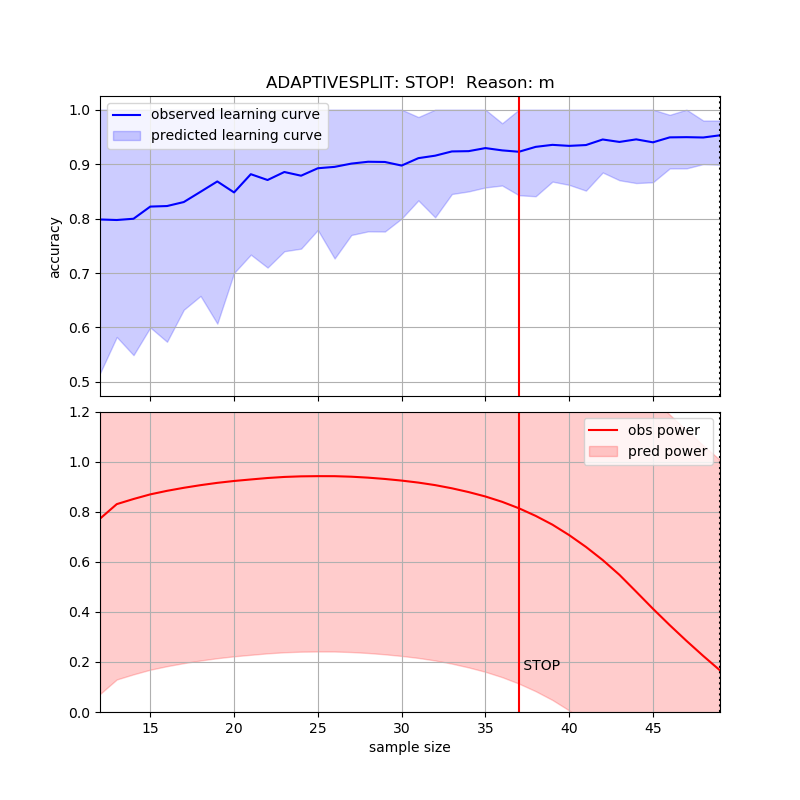 ADAPTIVESPLIT: STOP!  Reason: m
observed learning curve
predicted learning curve
accuracy
1.0
0.9
0.8
0.7
0.6
0.5
obs power
pred power
1.2
1.0
0.8
0.6
0.4
0.2
0.0
STOP
15 20 25 30 35 40 45
sample size